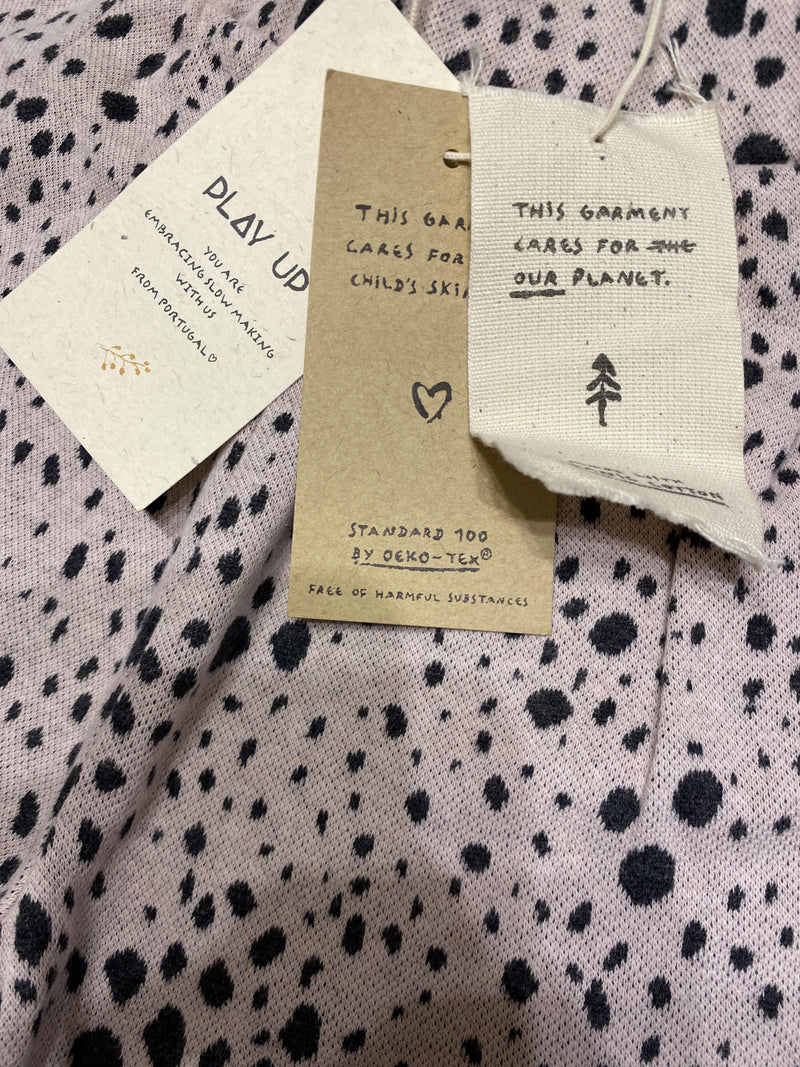 PLAY UP
YOU ARE
EMBRACING SLOW MAKING
WITH US
FROM PORTUGAL
THIS GAR
CARES FOR
CHILD'S SKI
STANDARD 100
BY OEKO-TEX®
FREE OF HARMFUL SUBSTANCES
THIS GARMENT
CARES FOR THE
OUR PLANET.
COTTON